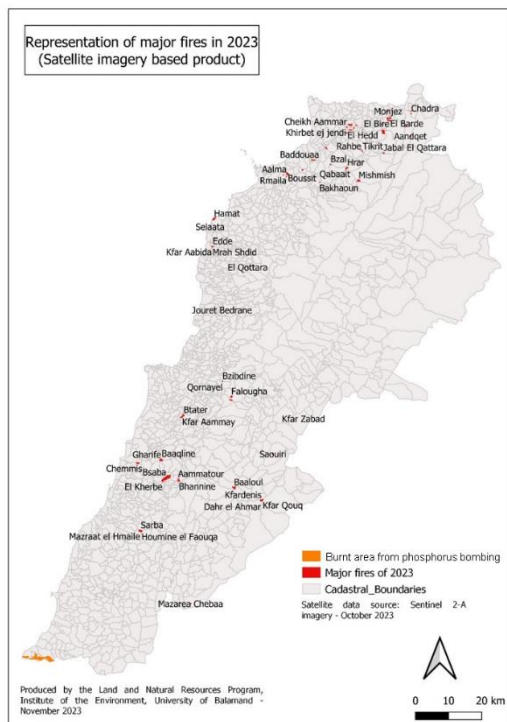 Representation of major fires in 2023
(Satellite imagery based product)
Monjez
Chadra
Cheikh Aammar
El Bire El Barde
Khirbet ej jendi
El Hedd
Aandqet
Rahbe Tikrit Jabal El Qattara
Baddouaa
Bzal
Hrar
Aalma
Rmaila
Boussit
Qabaait
Mishmish
Bakhaoun
Hamat
Selaata
Edde
Kfar Aabida Mrah Shdid
El Qottara
Jouret Bedrane
Bzibdine
Qornayel
Falougha
Btater
Kfar Aammay
Kfar Zabad
Gharife
Baaqline
Saouiri
Chemmis
Bsaba
Aammatour
El Kherbe
Bhannine
Baaloul
Kfardenis
Dahr el Ahmar
Kfar Qouq
Sarba
Mazraat el Hmaile
Houmine el Faouqa
Mazarea Chebaa
Burnt area from phosphorus bombing
Major fires of 2023
Cadastral_Boundaries
Satellite data source: Sentinel 2-A
imagery - October 2023
Produced by the Land and Natural Resources Program,
Institute of the Environment, University of Balamand -
November 2023
0 10 20 km